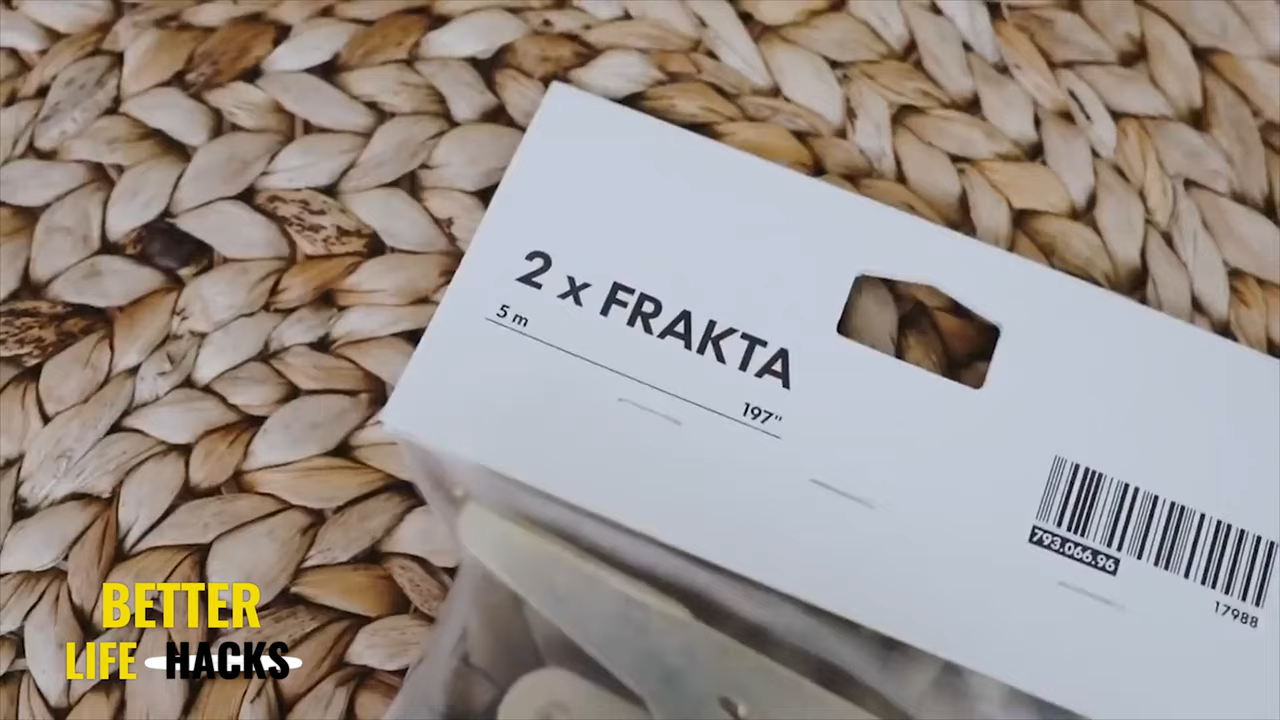 2 x FRAKTA
5 m
197"
793.066.96
17988
BETTER
LIFE HACKS